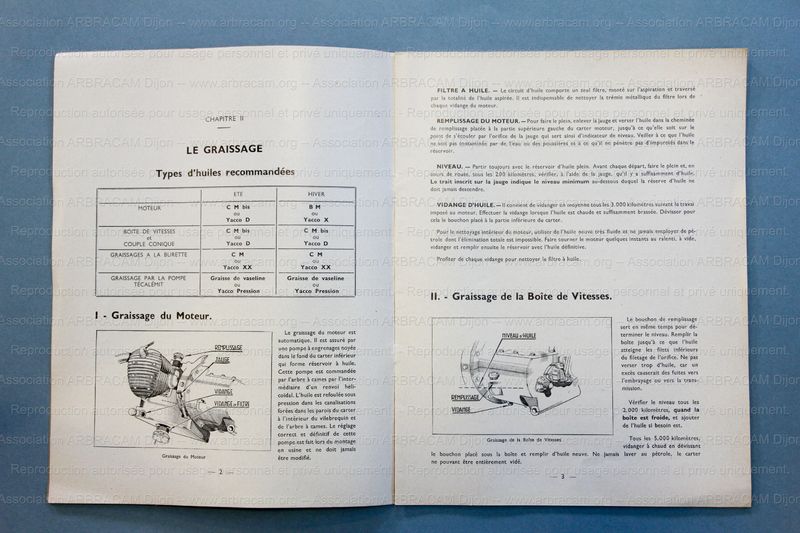 CHAPITRE II
LE GRAISSAGE
Types d'huiles recommandées
ETE
HIVER
MOTEUR
C M bis
ou
Yacco D
B M
ou
Yacco X
BOITE DE VITESSES
et
COUPLE CONIQUE
C M bis
ou
Yacco D
C M bis
ou
Yacco D
GRAISSAGES A LA BURETTE
C M
ou
Yacco XX
C M
ou
Yacco XX
GRAISSAGE PAR LA POMPE
TÉCALÉMIT
Graisse de vaseline
ou
Yacco Pression
Graisse de vaseline
ou
Yacco Pression
I - Graissage du Moteur.
REMPLISSAGE
JAUGE
VIDANGE
VIDANGE DU FILTRE
Graissage du Moteur
Le graissage du moteur est
automatique. Il est assuré par
une pompe à engrenages noyée
dans le fond du carter inférieur
qui forme réservoir à huile.
Cette pompe est commandée
par l'arbre à cames par l'inter-
médiaire d'un renvoi héli-
coïdal. L'huile est refoulée sous
pression dans les canalisations
forées dans les parois du carter
à l'intérieur du vilebrequin et
de l'arbre à cames. Le réglage
correct et définitif de cette
pompe est fait lors du montage
en usine et ne doit jamais
être modifié.
— 2 —
FILTRE A HUILE. — Le circuit d'huile comporte un seul filtre, monté sur l'aspiration et traversé
par la totalité de l'huile aspirée. Il est indispensable de nettoyer la trémie métallique du filtre lors de
chaque vidange du moteur.
REMPLISSAGE DU MOTEUR. — Pour faire le plein, enlever la jauge et verser l'huile dans la cheminée
de remplissage placée à la partie supérieure gauche du carter moteur, jusqu'à ce qu'elle soit sur le
point de s'écouler par l'orifice de la jauge qui sert ainsi d'indicateur de niveau. Veiller à ce que l'huile
ne soit pas contaminée par de l'eau ou des poussières et à ce qu'il en pénètre pas d'impuretés dans le
réservoir.
NIVEAU. — Partir toujours avec le réservoir d'huile plein. Avant chaque départ, faire le plein et, en
cours de route, tous les 200 kilomètres, vérifier à l'aide de la jauge, qu'il y a suffisamment d'huile.
Le trait inscrit sur la jauge indique le niveau minimum au-dessous duquel la réserve d'huile ne
doit jamais descendre.
VIDANGE D'HUILE. — Il convient de vidanger en moyenne tous les 3.000 kilomètres suivant le travail
imposé au moteur. Effectuer la vidange lorsque l'huile est chaude et suffisamment brassée. Dévisser pour
cela le bouchon placé à la partie inférieure du carter.
Pour le nettoyage intérieur du moteur, utiliser de l'huile neuve très fluide et ne jamais employer de pé-
trole dont l'élimination totale est impossible. Faire tourner le moteur quelques instants au ralenti, à vide,
vidanger et remplir ensuite le réservoir avec l'huile définitive.
Profiter de chaque vidange pour nettoyer le filtre à huile.
II. - Graissage de la Boîte de Vitesses.
NIVEAU d'HUILE
REMPLISSAGE
VIDANGE
Graissage de la Boîte de Vitesses
Le bouchon de remplissage
sert en même temps pour dé-
terminer le niveau. Remplir la
boîte jusqu'à ce que l'huile
atteigne les filets inférieurs
du filetage de l'orifice. Ne pas
verser trop d'huile, car un
excès causerait des fuites vers
l'embrayage ou vers la trans-
mission.
Vérifier le niveau tous les
2.000 kilomètres, quand la
boîte est froide, et ajouter
de l'huile si besoin est.
Tous les 5.000 kilomètres,
vidanger à chaud en dévissant
le bouchon placé sous la boîte et remplir d'huile neuve. Ne jamais laver au pétrole, le carter
ne pouvant être entièrement vidé.
— 3 —
Association ARBRACAM Dijon -- www.arbracam.org -- Association ARBRACAM Dijon
Reproduction autorisée pour usage personnel et privé uniquement.